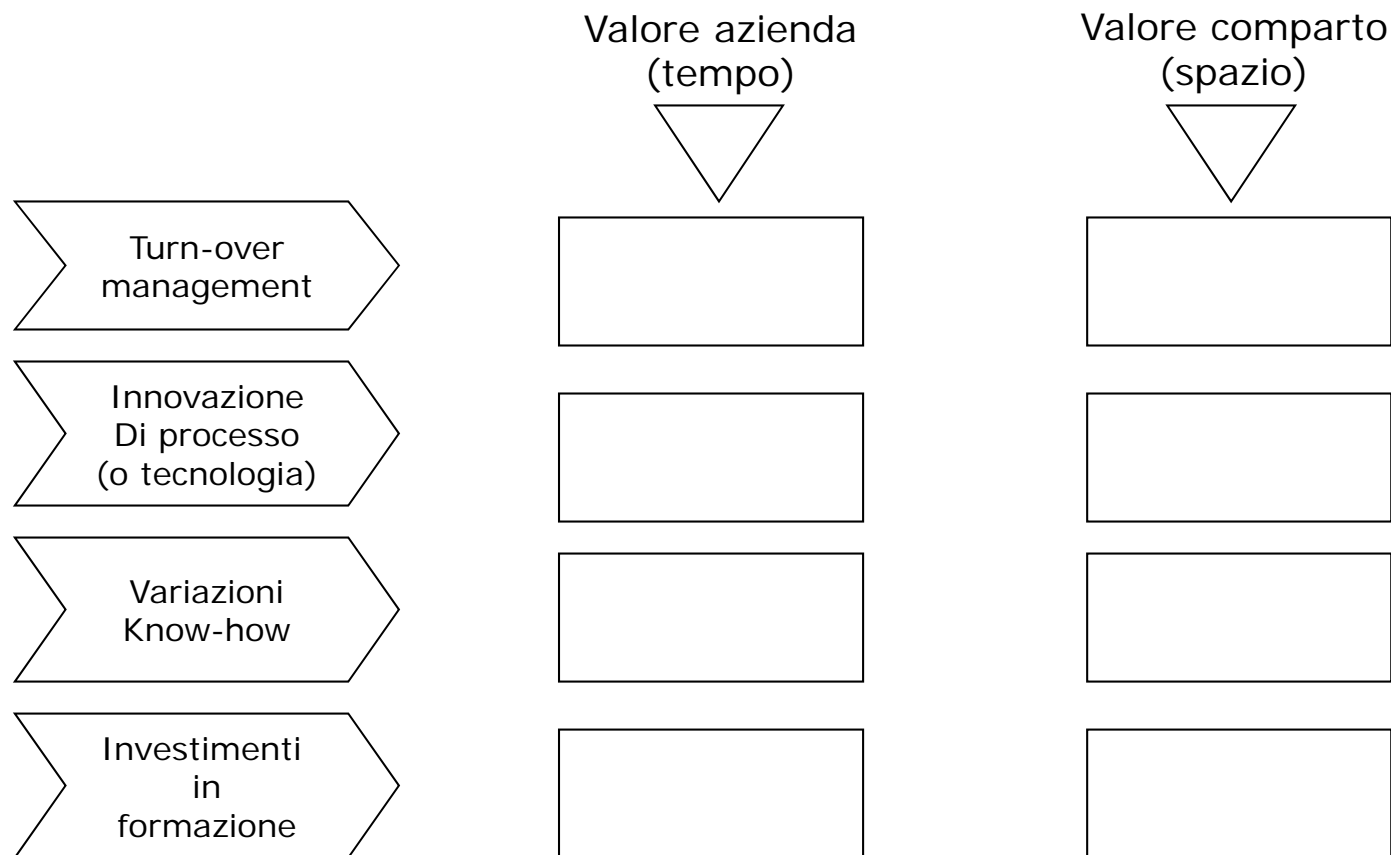 Valore azienda
(tempo)
Valore comparto
(spazio)
Turn-over
management
Innovazione
Di processo
(o tecnologia)
Variazioni
Know-how
Investimenti
in
formazione